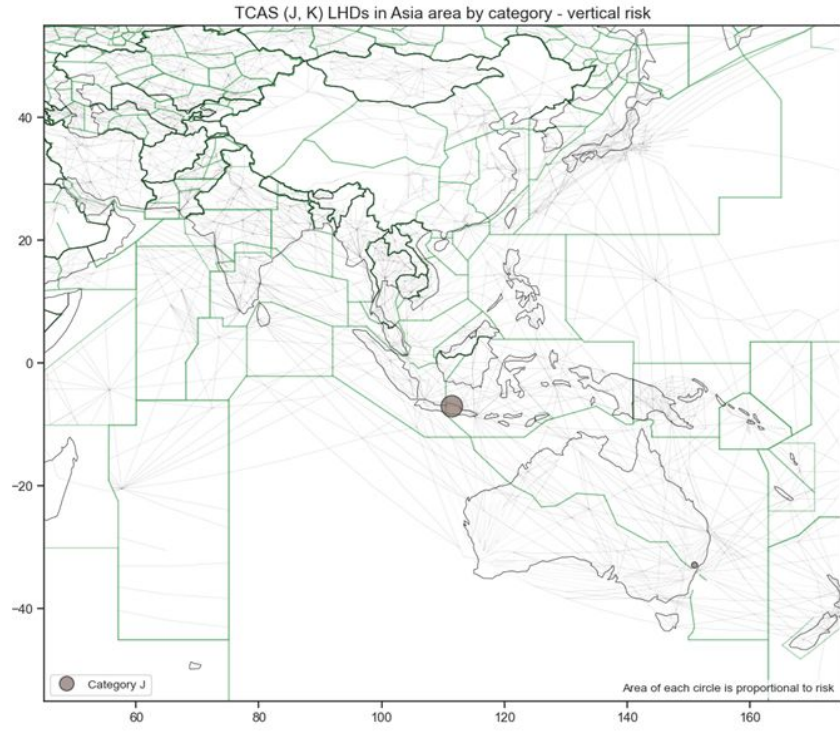 TCAS (J, K) LHDs in Asia area by category - vertical risk
40
20
0
−20
−40
Category J
Area of each circle is proportional to risk
60 80 100 120 140 160